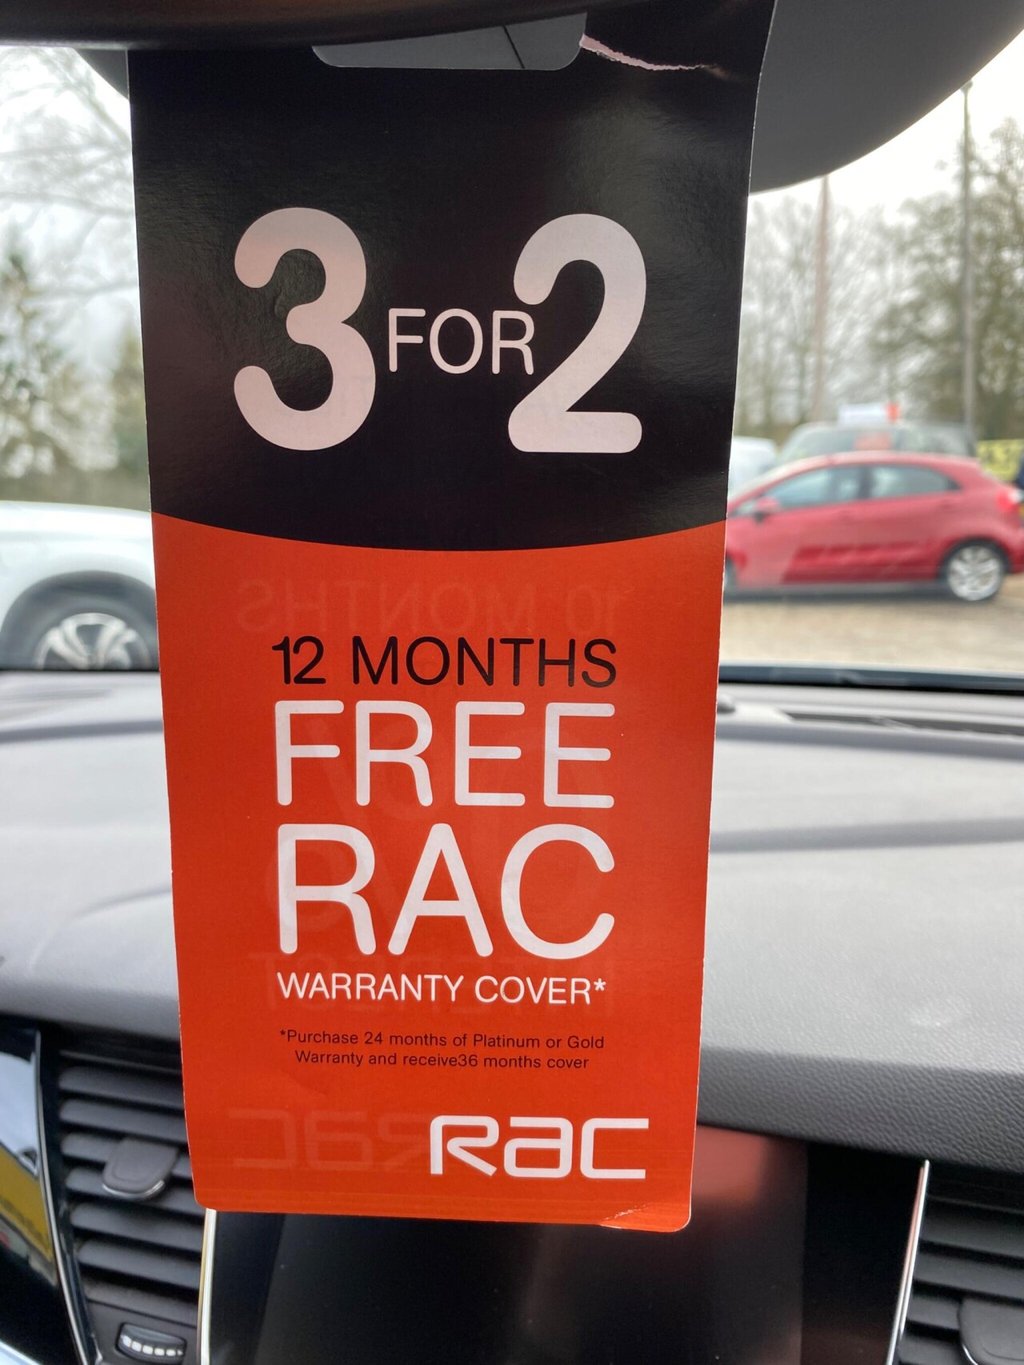 3 FOR 2
12 MONTHS
FREE
RAC
WARRANTY COVER*
*Purchase 24 months of Platinum or Gold
Warranty and receive36 months cover
RAC